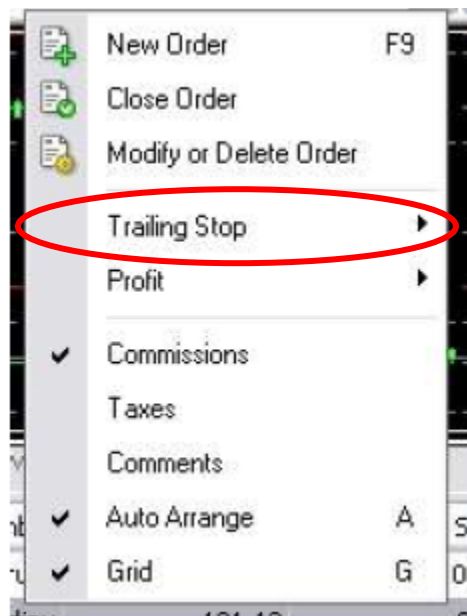 New Order F9
Close Order
Modify or Delete Order
Trailing Stop
Profit
Commissions
Taxes
Comments
Auto Arrange A
Grid G